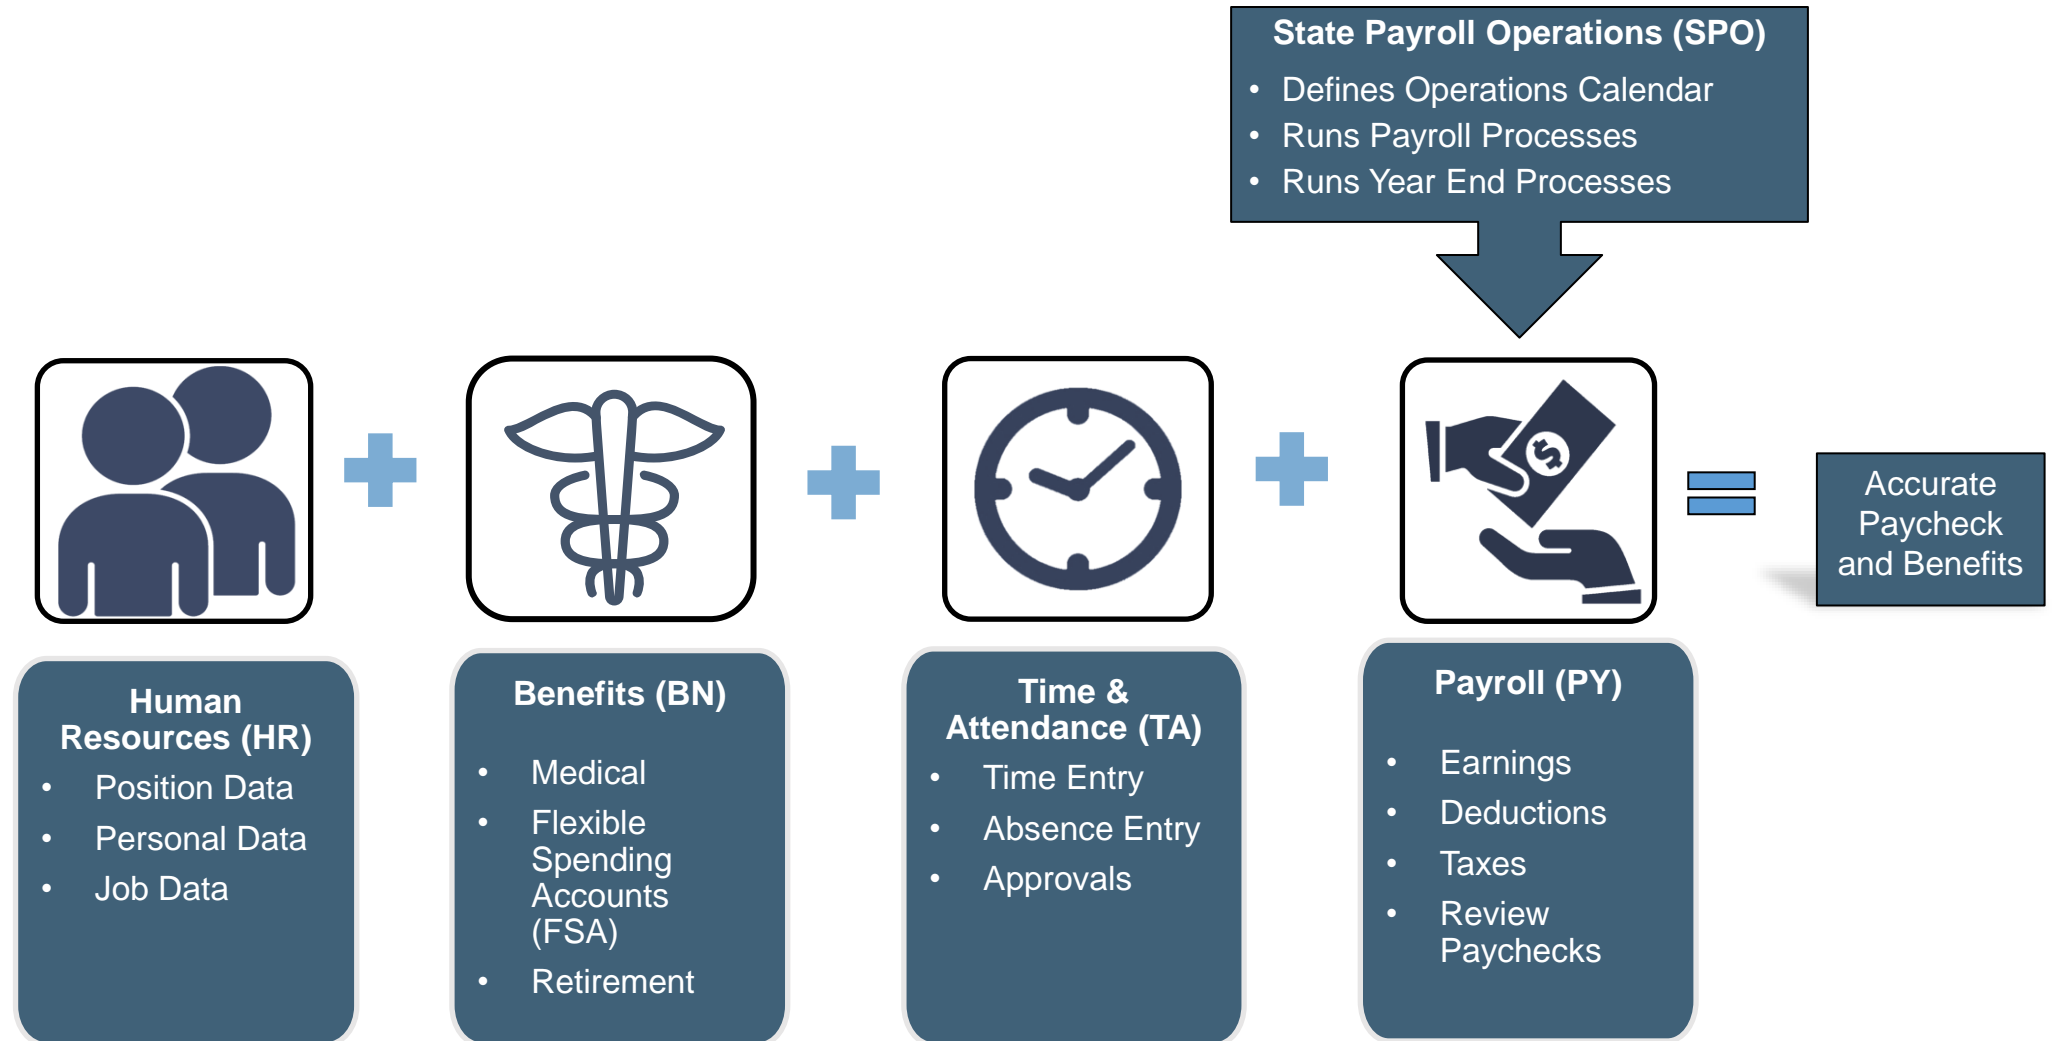 State Payroll Operations (SPO)
• Defines Operations Calendar
• Runs Payroll Processes
• Runs Year End Processes
$
Accurate
Paycheck
and Benefits
Human
Resources (HR)
• Position Data
• Personal Data
• Job Data
Benefits (BN)
• Medical
• Flexible
Spending
Accounts
(FSA)
• Retirement
Time &
Attendance (TA)
• Time Entry
• Absence Entry
• Approvals
Payroll (PY)
• Earnings
• Deductions
• Taxes
• Review
Paychecks